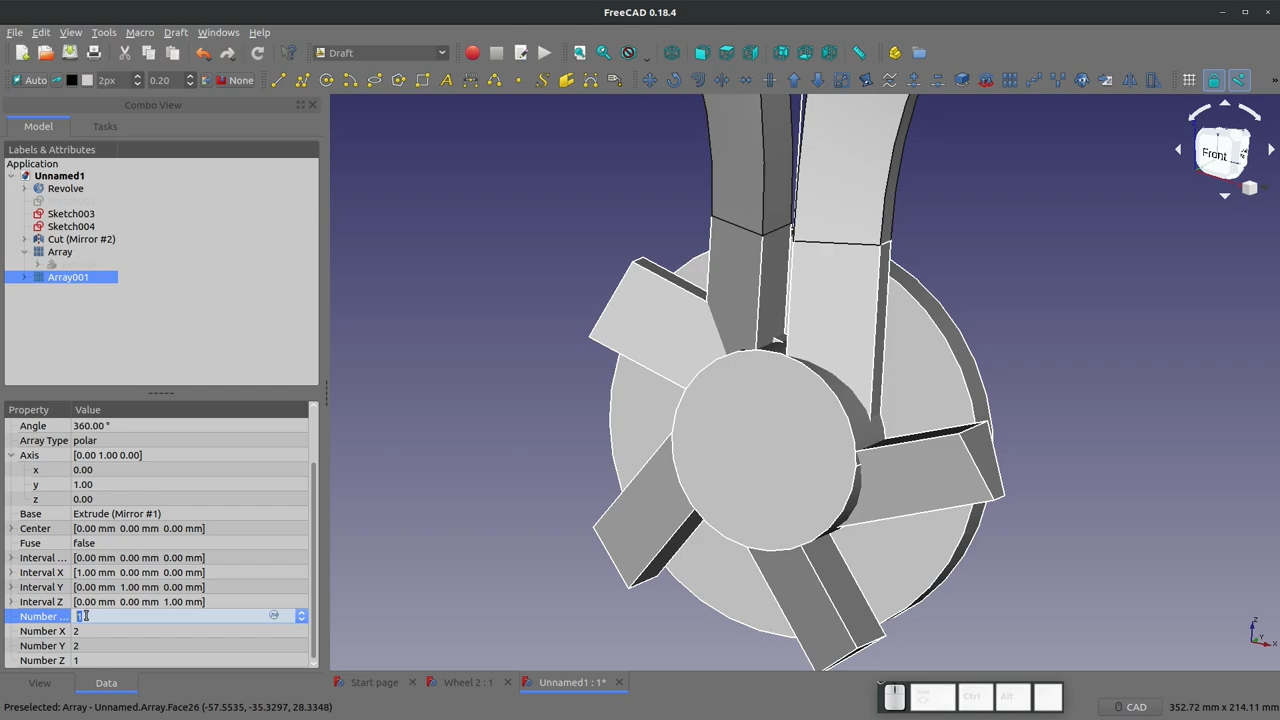 FreeCAD 0.18.4
File Edit View Tools Macro Draft Windows Help
Draft
Auto 2px 0.20 None
Combo View
Model Tasks
Labels & Attributes
Application
Unnamed1
Revolve
Sketch003
Sketch004
Cut (Mirror #2)
Array
Array001
Property Value
Angle 360.00 °
Array Type polar
Axis [0.00 1.00 0.00]
x 0.00
y 1.00
z 0.00
Base Extrude (Mirror #1)
Center [0.00 mm 0.00 mm 0.00 mm]
Fuse false
Interval ... [0.00 mm 0.00 mm 0.00 mm]
Interval X [1.00 mm 0.00 mm 0.00 mm]
Interval Y [0.00 mm 1.00 mm 0.00 mm]
Interval Z [0.00 mm 0.00 mm 1.00 mm]
Number ... 1
Number X 2
Number Y 2
Number Z 1
View Data
Front
Z
X
Start page Wheel 2 : 1 Unnamed1 : 1*
Ctrl Alt
Preselected: Array - Unnamed.Array.Face26 (-57.5535, -35.3297, 28.3348)
CAD 352.72 mm x 214.11 mm